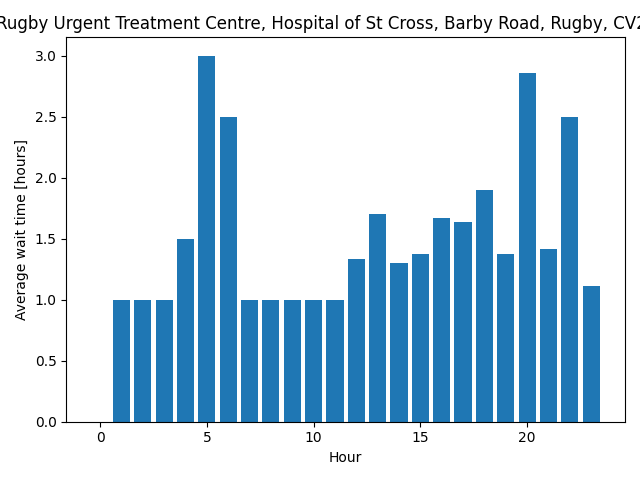 Rugby Urgent Treatment Centre, Hospital of St Cross, Barby Road, Rugby, CV2
3.0
2.5
2.0
1.5
1.0
0.5
0.0
Average wait time [hours]
0 5 10 15 20
Hour